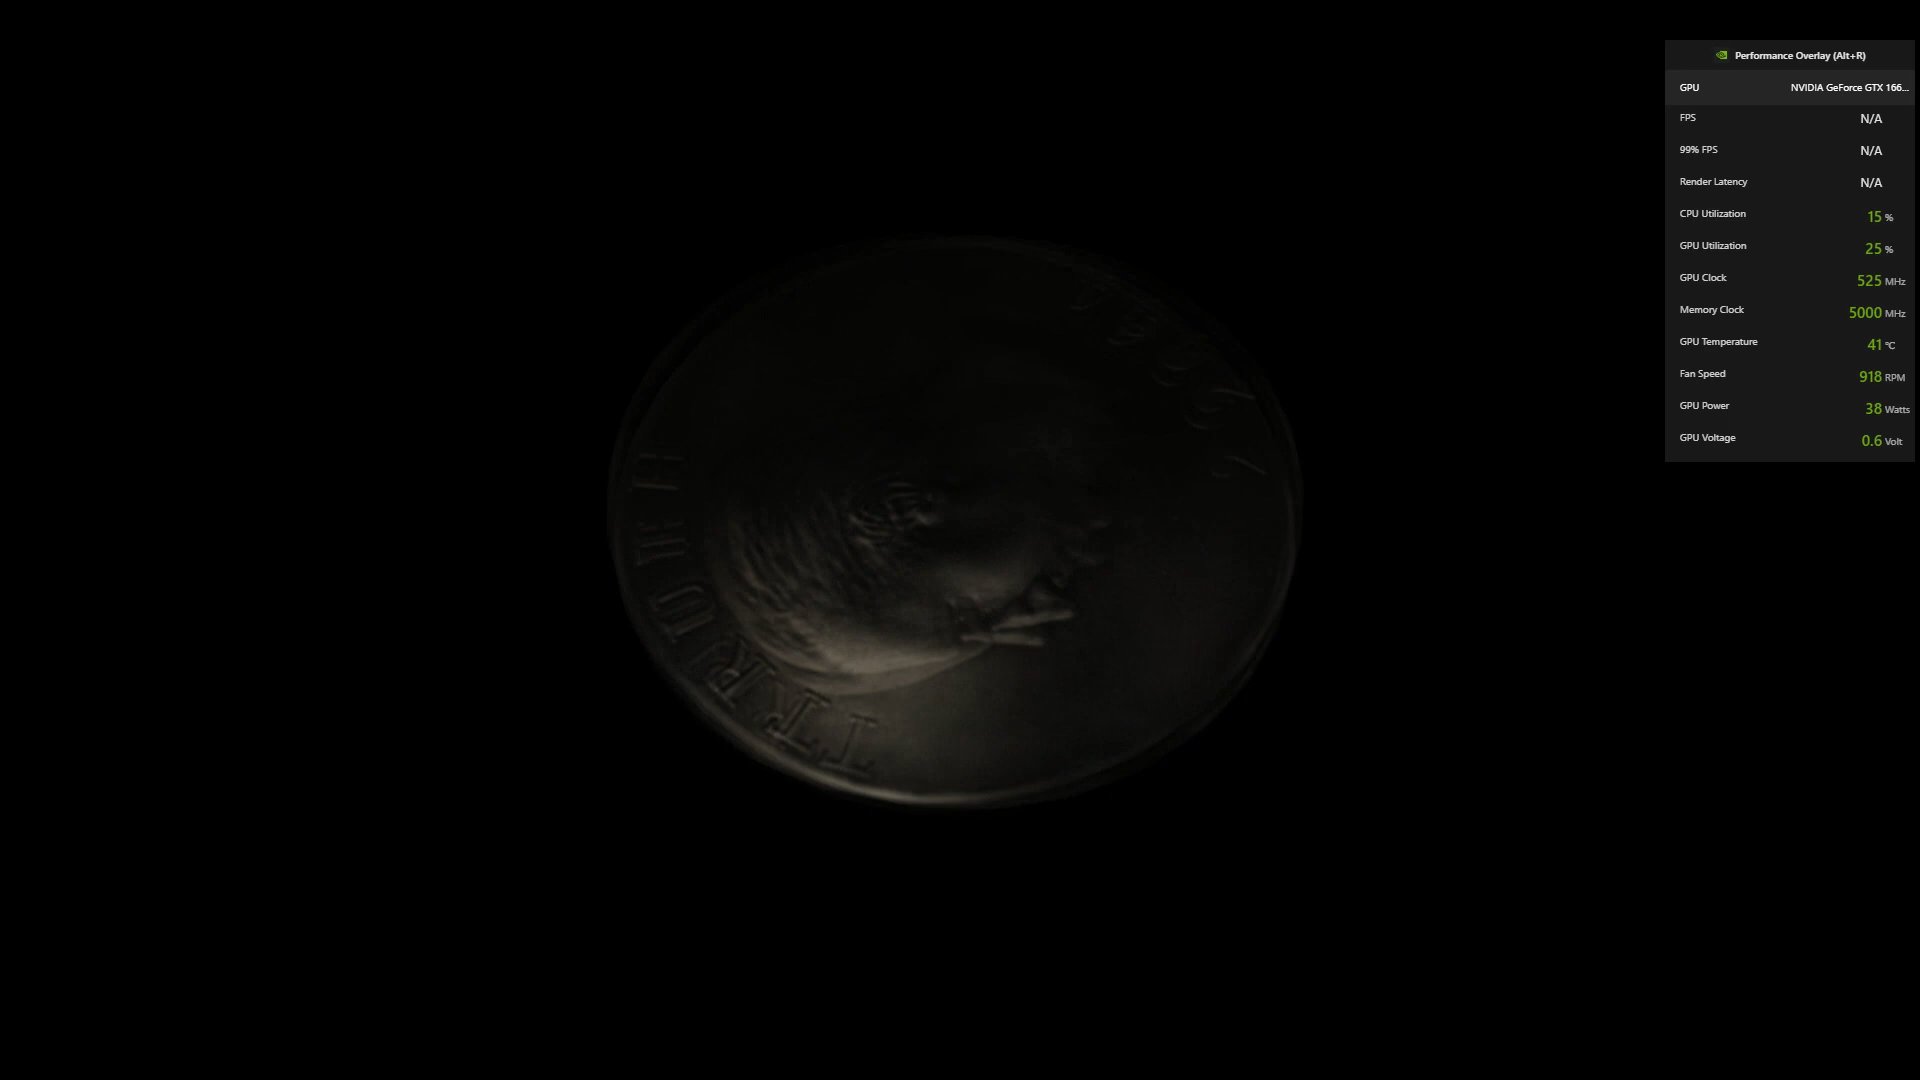 Performance Overlay (Alt+R)
GPU NVIDIA GeForce GTX 166...
FPS N/A
99% FPS N/A
Render Latency N/A
CPU Utilization 15 %
GPU Utilization 25 %
GPU Clock 525 MHz
Memory Clock 5000 MHz
GPU Temperature 41 °C
Fan Speed 918 RPM
GPU Power 38 Watts
GPU Voltage 0.6 Volt